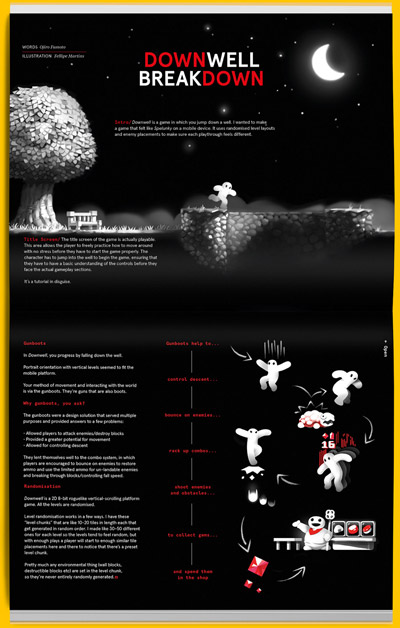 WORDS Ojiro Fumoto
ILLUSTRATION Fellipe Martins
DOWNWELL
BREAKDOWN
Intro/ Downwell is a game in which you jump down a well. I wanted to make
a game that felt like Spelunky on a mobile device. It uses randomised level layouts
and enemy placements to make sure each playthrough feels different.
Title Screen/ The title screen of the game is actually playable.
This area allows the player to freely practice how to move around
with no stress before they have to start the game properly. The
character has to jump into the well to begin the game, ensuring that
they have to have a basic understanding of the controls before they
face the actual gameplay sections.
It's a tutorial in disguise.
Gunboots
In Downwell, you progress by falling down the well.
Portrait orientation with vertical levels seemed to fit the
mobile platform.
Your method of movement and interacting with the world
is via the gunboots. They're guns that are also boots.
Why gunboots, you ask?
The gunboots were a design solution that served multiple
purposes and provided answers to a few problems:
- Allowed players to attack enemies/destroy blocks
- Provided a greater potential for movement
- Allowed for controlling descent
They lent themselves well to the combo system, in which
players are encouraged to bounce on enemies to restore
ammo and use the limited ammo for un-landable enemies
and breaking through blocks/controlling fall speed.
Randomisation
Downwell is a 2D 8-bit roguelike vertical-scrolling platform
game. All the levels are randomised.
Level randomisation works in a few ways. I have these
"level chunks" that are like 10-20 tiles in length each that
get generated in random order. I made like 30-50 different
ones for each level so the levels tend to feel random, but
with enough plays a player will start to enough similar tile
placements here and there to notice that there's a preset
level chunk.
Pretty much any environmental thing (wall blocks,
destructible blocks etc) are set in the level chunk,
so they're never entirely randomly generated.
Gunboots help to...
control descent...
bounce on enemies...
rack up combos...
shoot enemies
and obstacles...
to collect gems...
and spend them
in the shop
16
Open